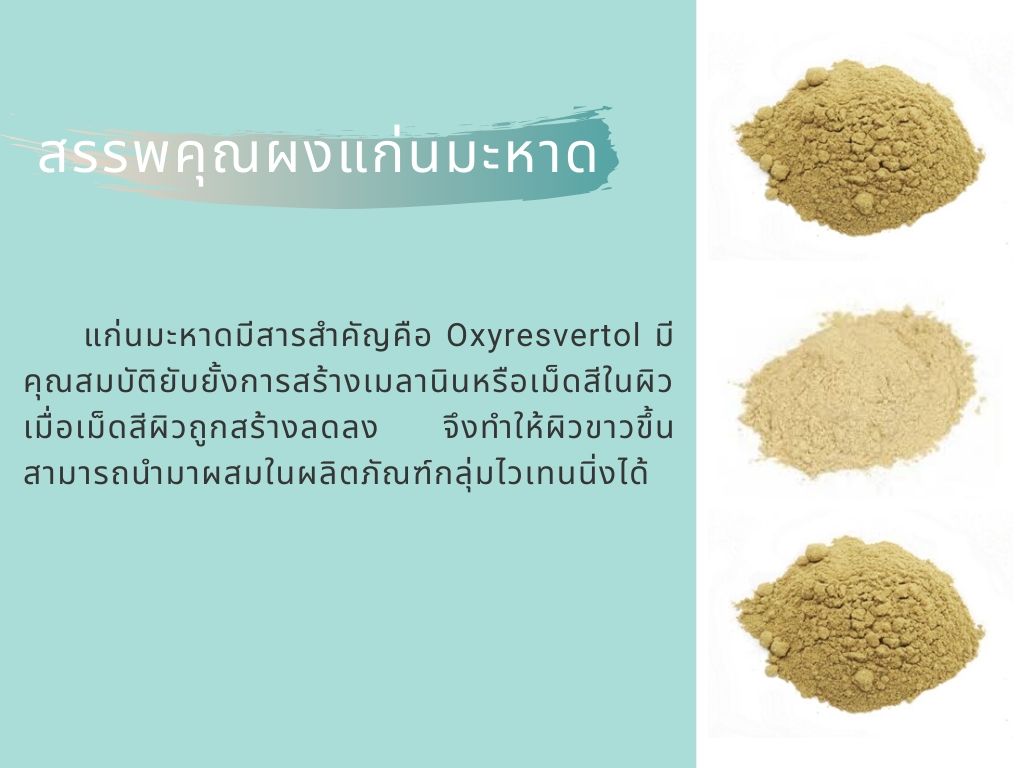 สรรพคุณผงแก่นมะหาด
แก่นมะหาดมีสารสำคัญคือ Oxyresvertol มี
คุณสมบัติยับยั้งการสร้างเมลานินหรือเม็ดสีในผิว
เมื่อเม็ดสีผิวถูกสร้างลดลง จึงทำให้ผิวขาวขึ้น
สามารถนำมาผสมในผลิตภัณฑ์กลุ่มไวเทนนิ่งได้